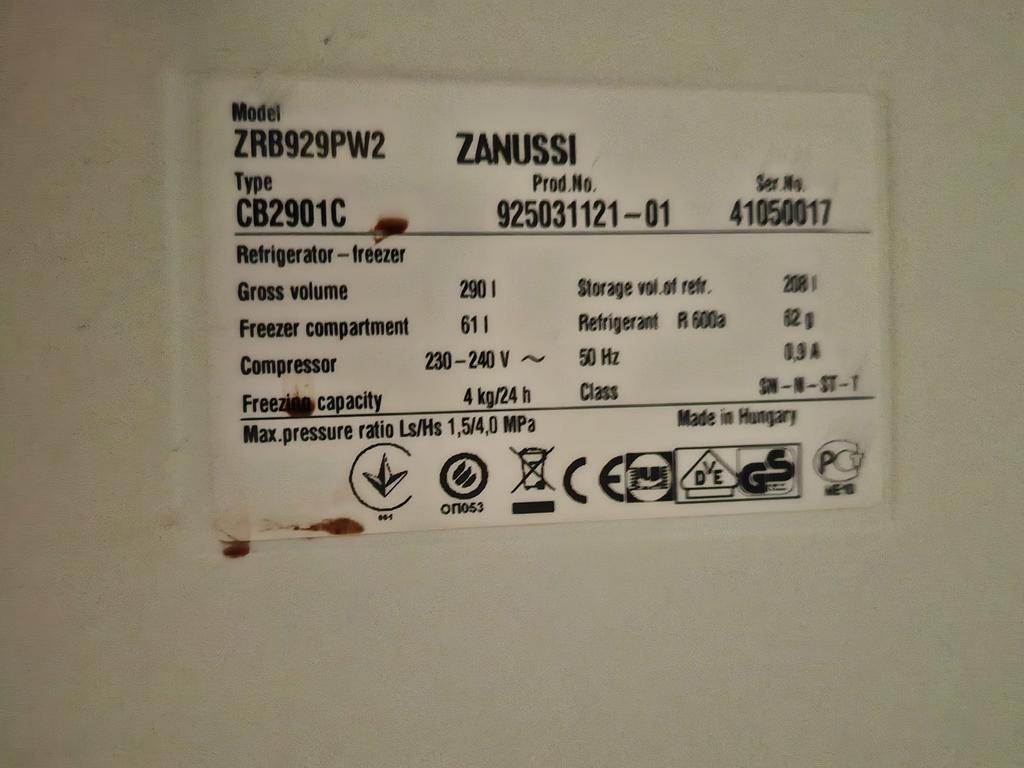 Model
ZRB929PW2 ZANUSSI
Type Prod.No. Ser.No.
CB2901C 925031121-01 41050017
Refrigerator-freezer
Gross volume 290 l Storage vol.of refr. 208 l
Freezer compartment 61 l Refrigerant R 600a 62 g
Compressor 230-240 V ~ 50 Hz 0,9 A
Freezing capacity 4 kg/24 h Class SN-N-ST-T
Max.pressure ratio Ls/Hs 1,5/4,0 MPa Made in Hungary
CE DVE GS
001 ОП053